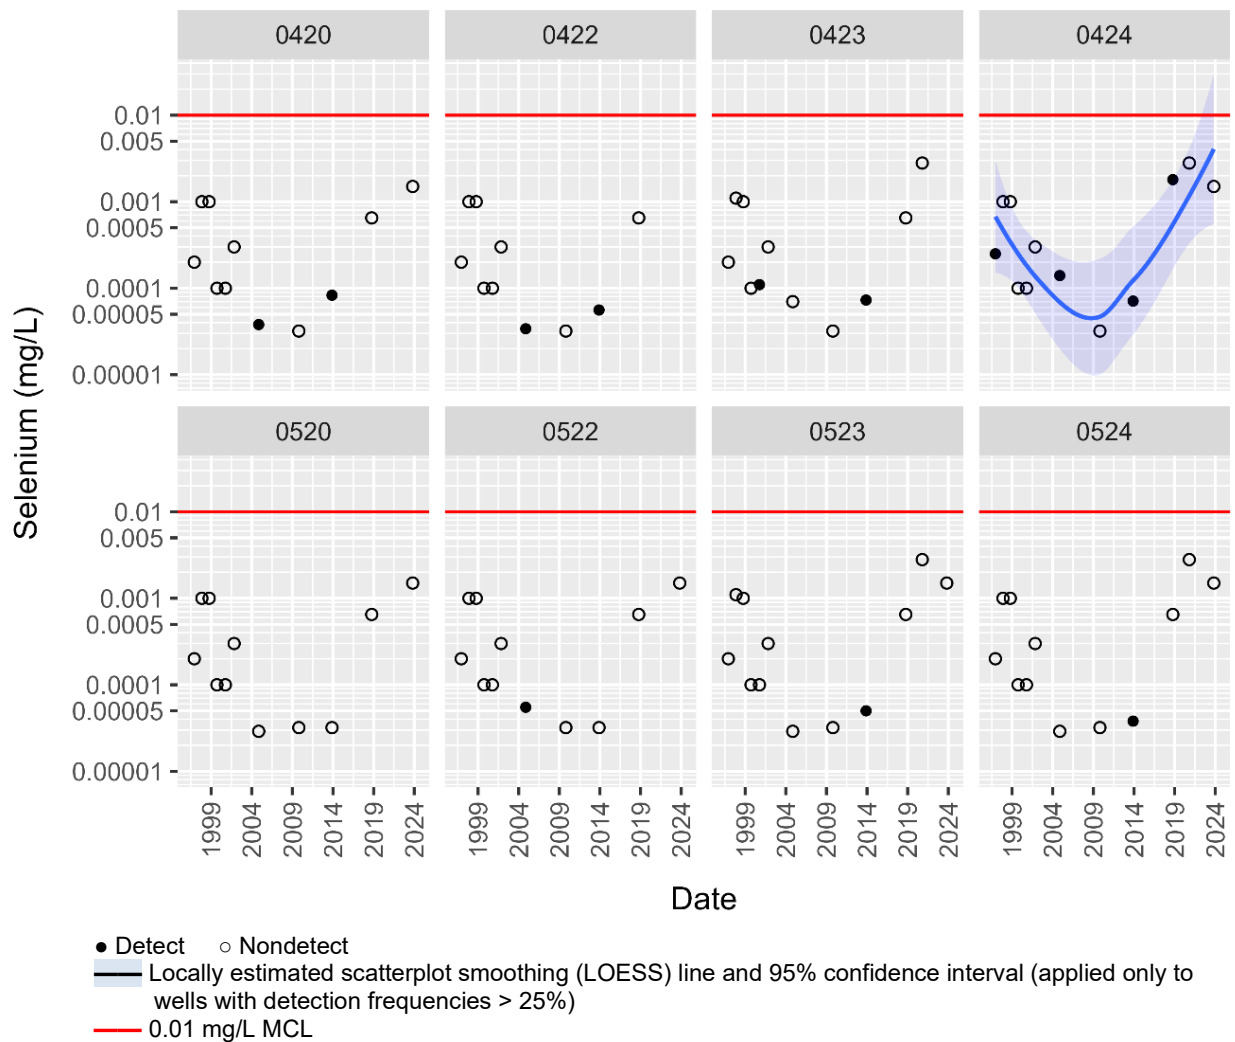 0420 0422 0423 0424
0.01
0.005
0.001
0.0005
0.0001
0.00005
0.00001
Selenium (mg/L)
0520 0522 0523 0524
0.01
0.005
0.001
0.0005
0.0001
0.00005
0.00001
1999 2004 2009 2014 2019 2024 1999 2004 2009 2014 2019 2024 1999 2004 2009 2014 2019 2024 1999 2004 2009 2014 2019 2024
Date
Detect Nondetect
Locally estimated scatterplot smoothing (LOESS) line and 95% confidence interval (applied only to
wells with detection frequencies > 25%)
0.01 mg/L MCL